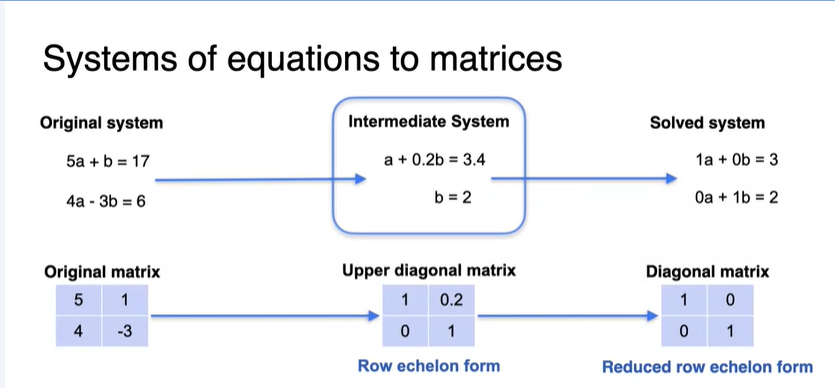 Systems of equations to matrices
Original system
5a + b = 17
4a - 3b = 6
Intermediate System
a + 0.2b = 3.4
b = 2
Solved system
1a + 0b = 3
0a + 1b = 2
Original matrix
5 1
4 -3
Upper diagonal matrix
1 0.2
0 1
Row echelon form
Diagonal matrix
1 0
0 1
Reduced row echelon form